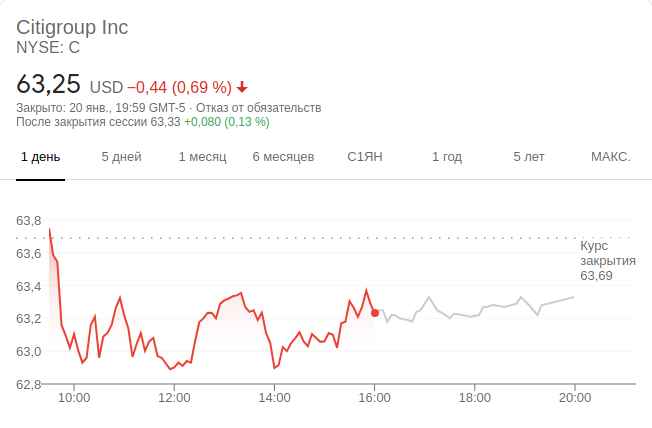 Citigroup Inc
NYSE: C
63,25 USD −0,44 (0,69 %)
Закрыто: 20 янв., 19:59 GMT-5 · Отказ от обязательств
После закрытия сессии 63,33 +0,080 (0,13 %)
1 день 5 дней 1 месяц 6 месяцев С1ЯН 1 год 5 лет МАКС.
63,8
Курс
закрытия
63,69
63,6
63,4
63,2
63,0
62,8
10:00 12:00 14:00 16:00 18:00 20:00